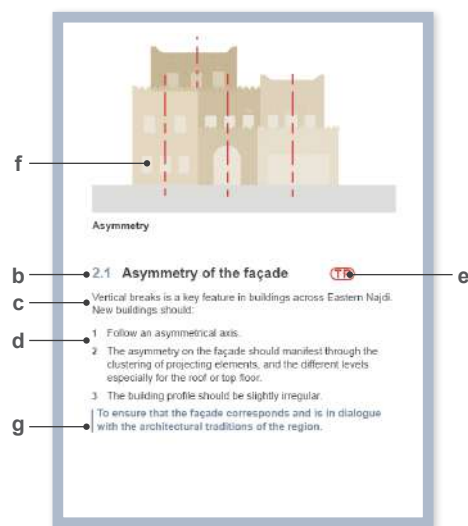 f
Asymmetry
b
2.1 Asymmetry of the façade
e
c
Vertical breaks is a key feature in buildings across Eastern Najdi.
New buildings should:
d
1 Follow an asymmetrical axis.
2 The asymmetry on the façade should manifest through the
clustering of projecting elements, and the different levels
especially for the roof or top floor.
3 The building profile should be slightly irregular.
g
To ensure that the façade corresponds and is in dialogue
with the architectural traditions of the region.